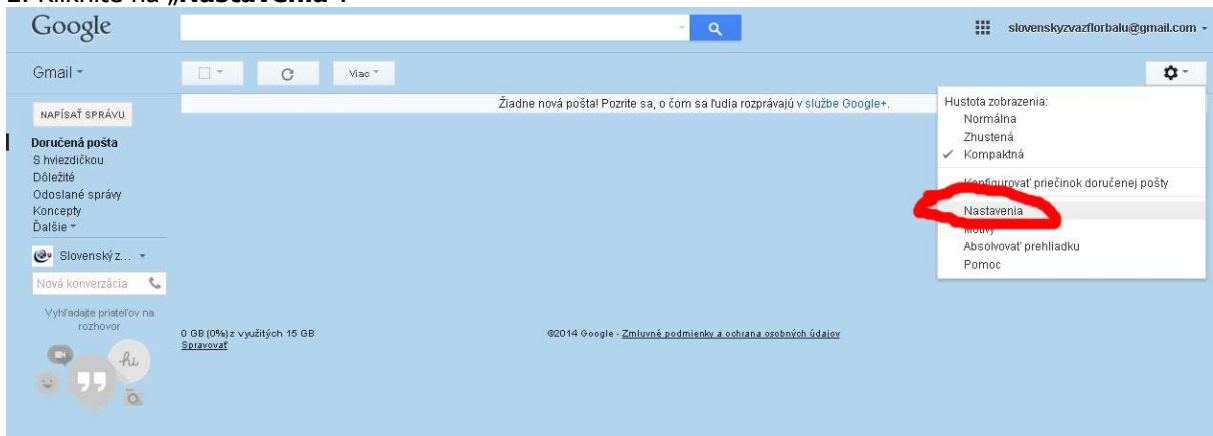 2. Kliknite na „Nastavenia“.
Google
slovenskyzvazflorbalu@gmail.com
Gmail
Viac
NAPÍSAŤ SPRÁVU
Žiadne nová pošta! Pozrite sa, o čom sa ľudia rozprávajú v službe Google+.
Hustota zobrazenia:
Normálna
Zhustená
Kompaktná
Konfigurovať priečinok doručenej pošty
Nastavenia
Motívy
Absolvovať prehliadku
Pomoc
Doručená pošta
S hviezdičkou
Dôležité
Odoslané správy
Koncepty
Ďalšie
Slovenský z...
Nová konverzácia
Vyhľadajte priateľov na
rozhovor
hi
0 GB (0%) z využitých 15 GB
Spravovať
©2014 Google - Zmluvné podmienky a ochrana osobných údajov